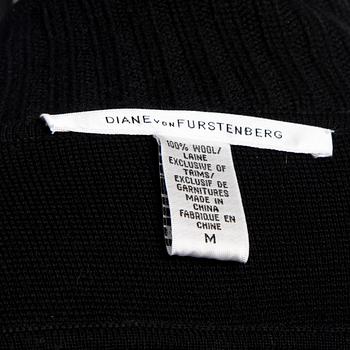 DIANE VON FURSTENBERG
100% WOOL/
LAINE
EXCLUSIVE OF
TRIMS/
EXCLUSIF DE
GARNITURES
MADE IN
CHINA
FABRIQUE EN
CHINE
M